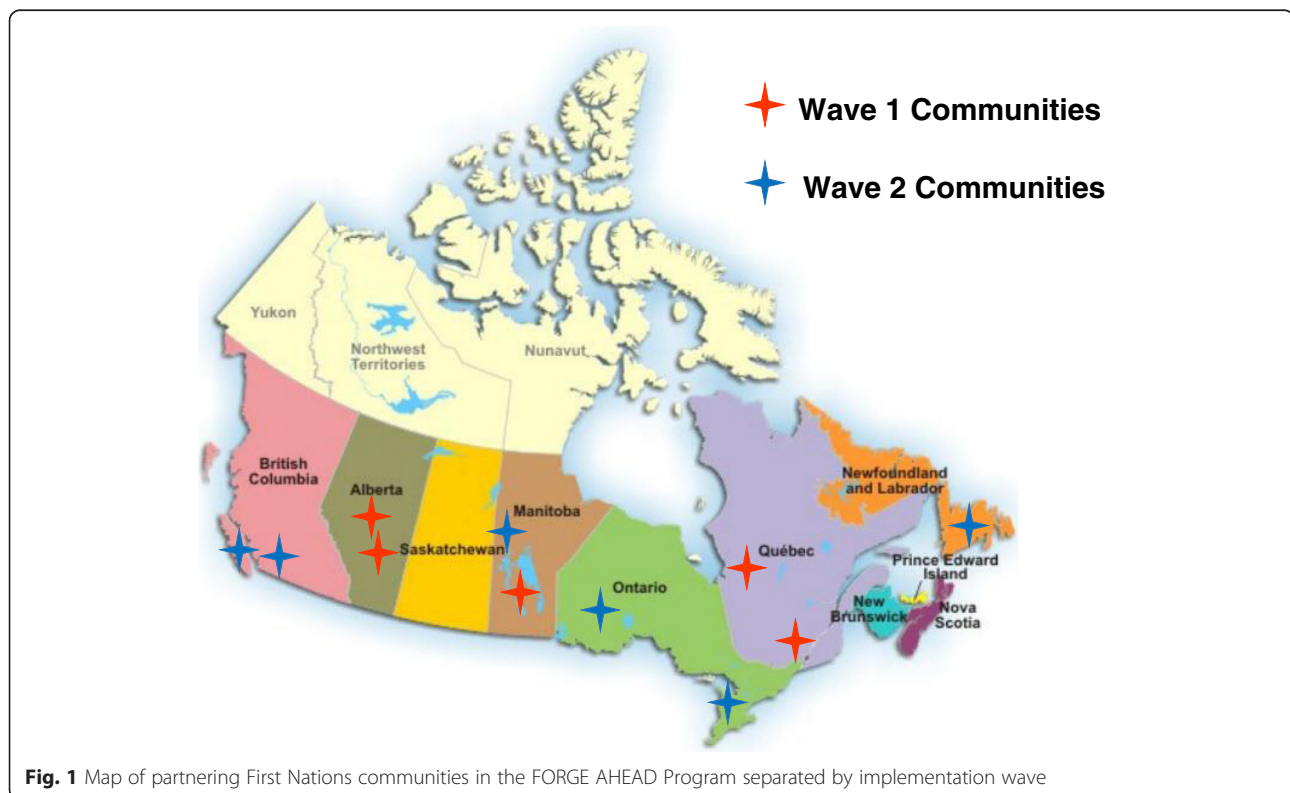 Wave 1 Communities
Wave 2 Communities
Yukon
Northwest
Territories
Nunavut
British
Columbia
Alberta
Saskatchewan
Manitoba
Ontario
Québec
Newfoundland
and Labrador
Prince Edward
Island
New
Brunswick
Nova
Scotia
Fig. 1 Map of partnering First Nations communities in the FORGE AHEAD Program separated by implementation wave